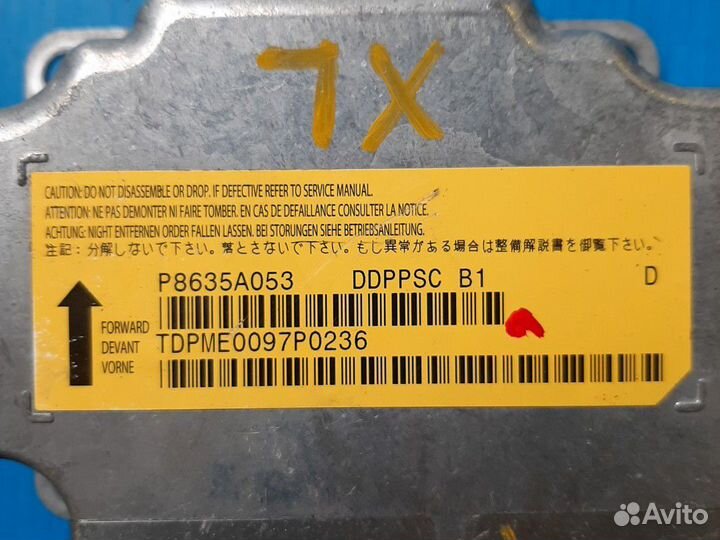 LX
CAUTION: DO NOT DISASSEMBLE OR DROP. IF DEFECTIVE REFER TO SERVICE MANUAL.
ATTENTION: NE PAS DEMONTER NI FAIRE TOMBER. EN CAS DE DEFAILLANCE CONSULTER LA NOTICE.
ACHTUNG: NIGHT ENTFERNEN ORDER FALLEN LASSEN. BEI STORUNGEN SIEHE BETRIEBSANLEITUNG.
注記：分解しないで下さい。落とさないで下さい。もし異常がある場合は整備解説書を御覧下さい。
P8635A053 DDPPSC B1 D
FORWARD
DEVANT TDPME0097P0236
VORNE
Avito